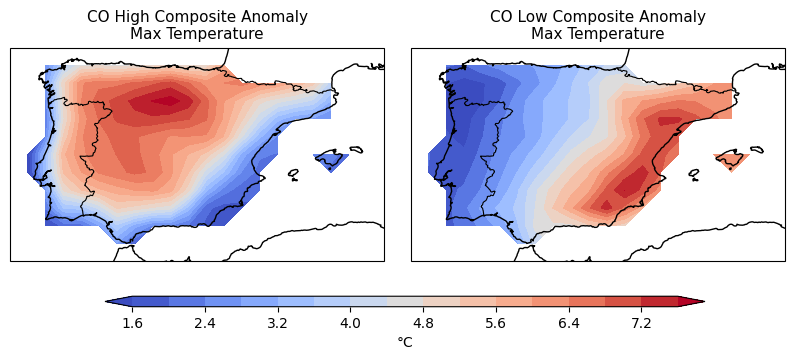 CO High Composite Anomaly
Max Temperature
CO Low Composite Anomaly
Max Temperature
1.6 2.4 3.2 4.0 4.8 5.6 6.4 7.2
°C